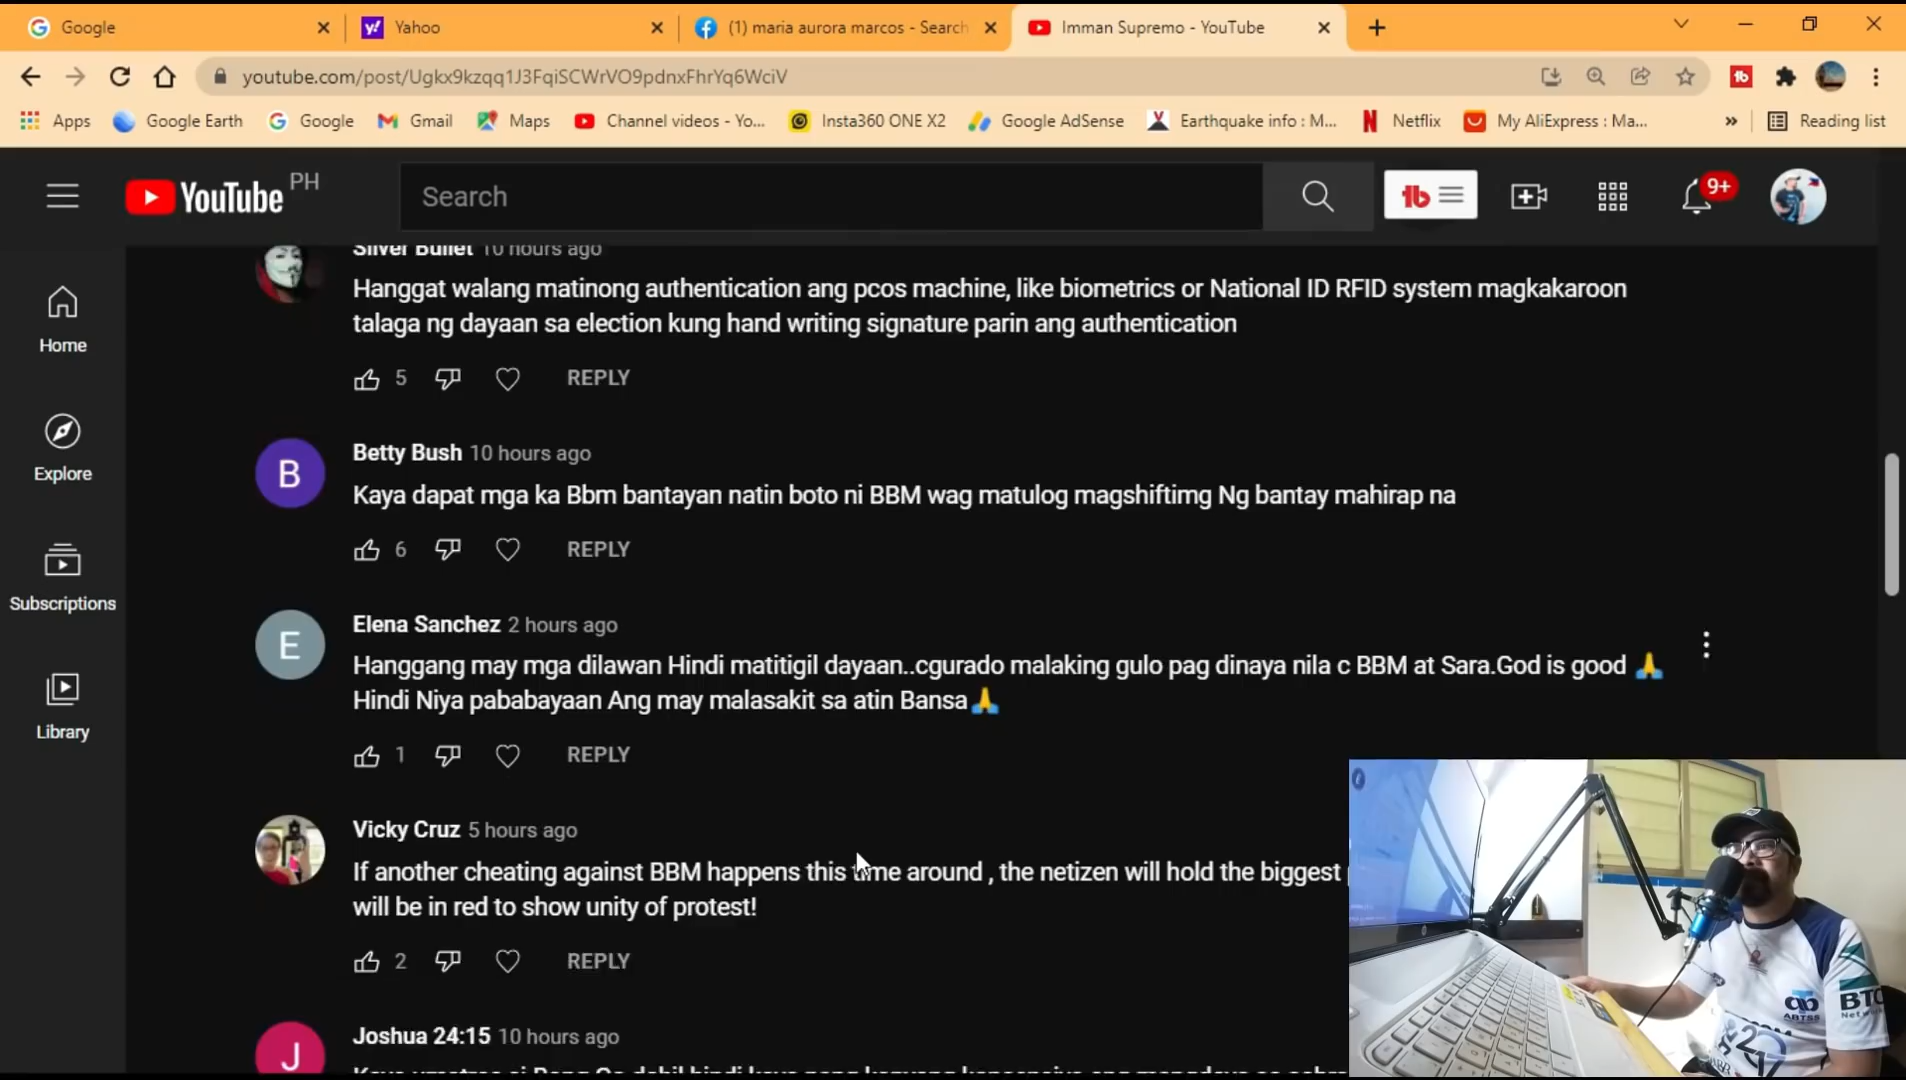 Google
Yahoo
(1) maria aurora marcos - Search
Imman Supremo - YouTube
youtube.com/post/Ugkx9kzqq1J3FqiSCWrVO9pdnxFhrYq6WciV
Apps
Google Earth
Google
Gmail
Maps
Channel videos - Yo...
Insta360 ONE X2
Google AdSense
Earthquake info : M...
Netflix
My AliExpress : Ma...
»
Reading list
YouTube PH
Search
9+
Home
Explore
Subscriptions
Library
Silver Bullet 10 hours ago
Hanggat walang matinong authentication ang pcos machine, like biometrics or National ID RFID system magkakaroon
talaga ng dayaan sa election kung hand writing signature parin ang authentication
5 REPLY
B
Betty Bush 10 hours ago
Kaya dapat mga ka Bbm bantayan natin boto ni BBM wag matulog magshiftimg Ng bantay mahirap na
6 REPLY
E
Elena Sanchez 2 hours ago
Hanggang may mga dilawan Hindi matitigil dayaan..cgurado malaking gulo pag dinaya nila c BBM at Sara.God is good 🙏
Hindi Niya pababayaan Ang may malasakit sa atin Bansa🙏
1 REPLY
Vicky Cruz 5 hours ago
If another cheating against BBM happens this time around , the netizen will hold the biggest
will be in red to show unity of protest!
2 REPLY
J
Joshua 24:15 10 hours ago
ABTSS
BTC
Network